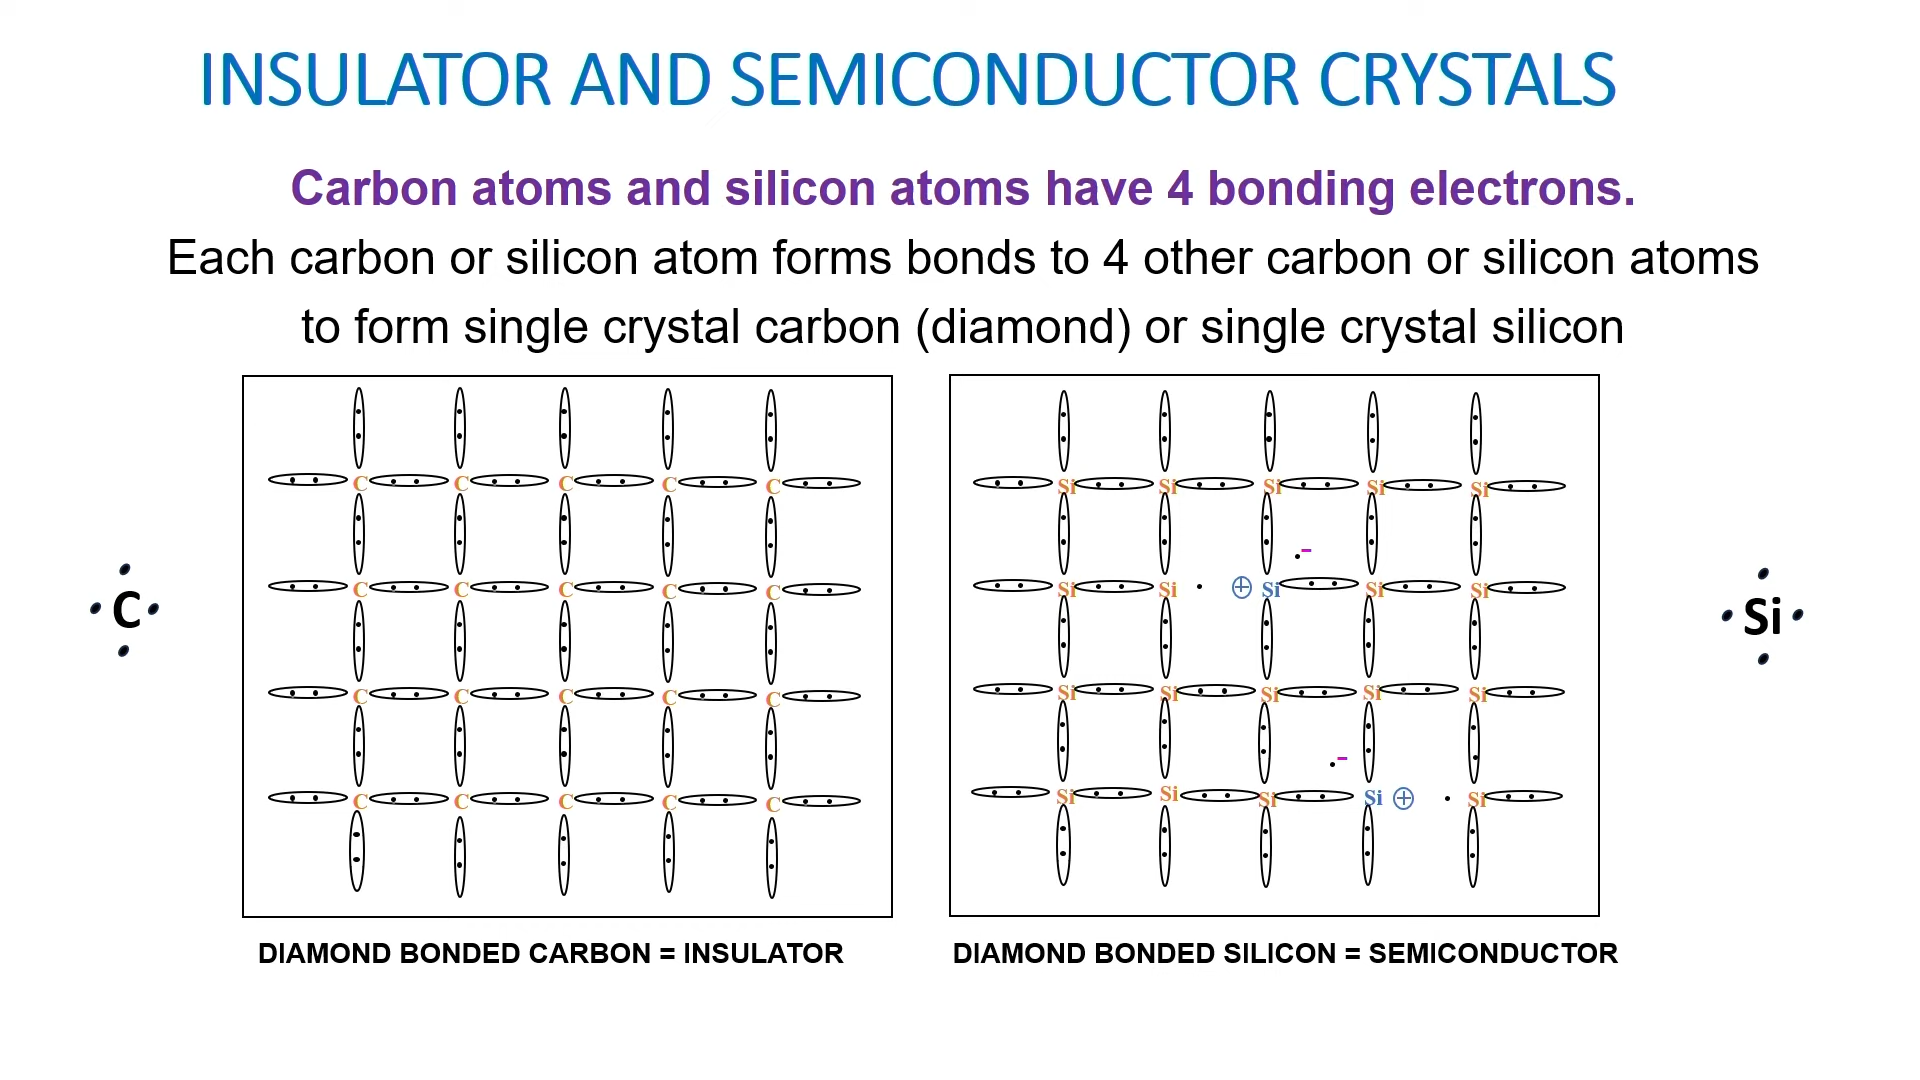 INSULATOR AND SEMICONDUCTOR CRYSTALS
Carbon atoms and silicon atoms have 4 bonding electrons.
Each carbon or silicon atom forms bonds to 4 other carbon or silicon atoms
to form single crystal carbon (diamond) or single crystal silicon
C C C C C
C C C C C
C C C C C
C C C C C
Si Si Si Si Si
-
Si Si ⊕ Si Si Si
Si Si Si Si Si
-
Si Si Si Si ⊕ Si
C
Si
DIAMOND BONDED CARBON = INSULATOR
DIAMOND BONDED SILICON = SEMICONDUCTOR